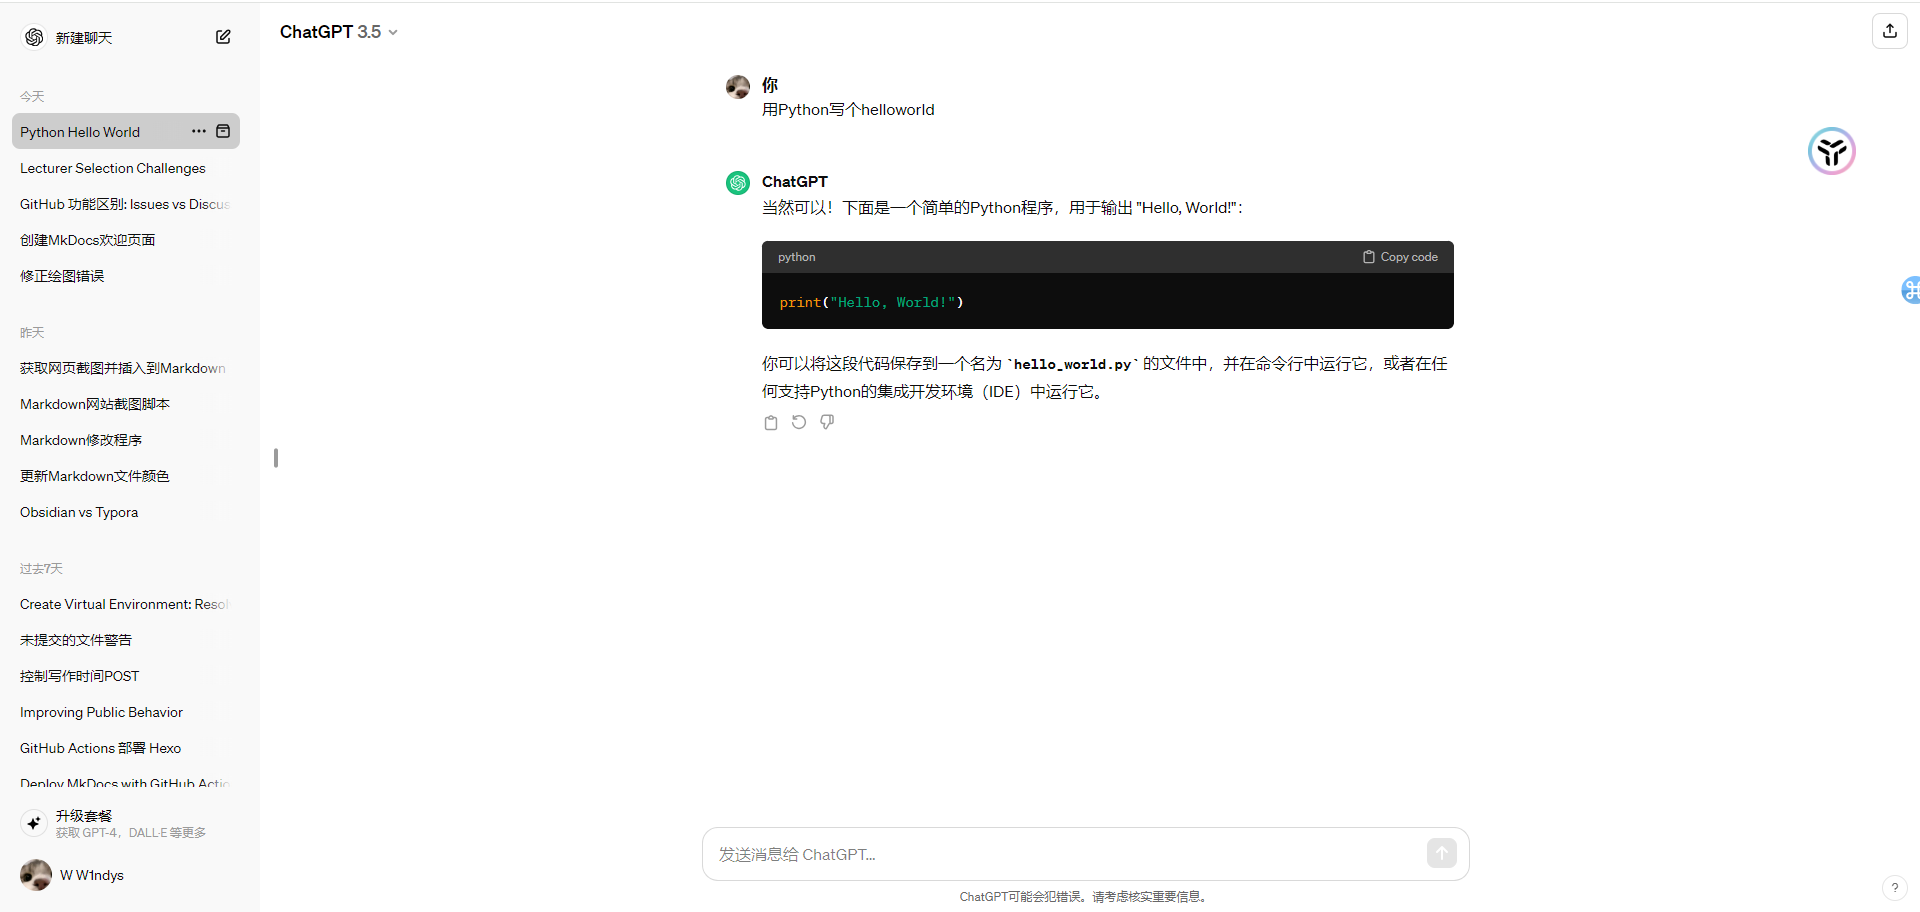 新建聊天
今天
Python Hello World
Lecturer Selection Challenges
GitHub 功能区别: Issues vs Discus
创建MkDocs欢迎页面
修正绘图错误
昨天
获取网页截图并插入到Markdown
Markdown网站截图脚本
Markdown修改程序
更新Markdown文件颜色
Obsidian vs Typora
过去7天
Create Virtual Environment: Resol
未提交的文件警告
控制写作时间POST
Improving Public Behavior
GitHub Actions 部署 Hexo
Deploy MkDocs with GitHub Actio
升级套餐
获取 GPT-4，DALL·E 等更多
W W1ndys
ChatGPT 3.5
你
用Python写个helloworld
ChatGPT
当然可以！下面是一个简单的Python程序，用于输出 "Hello, World!"：
python
Copy code
print("Hello, World!")
你可以将这段代码保存到一个名为 `hello_world.py` 的文件中，并在命令行中运行它，或者在任
何支持Python的集成开发环境（IDE）中运行它。
发送消息给 ChatGPT...
ChatGPT可能会犯错误。请考虑核实重要信息。
?